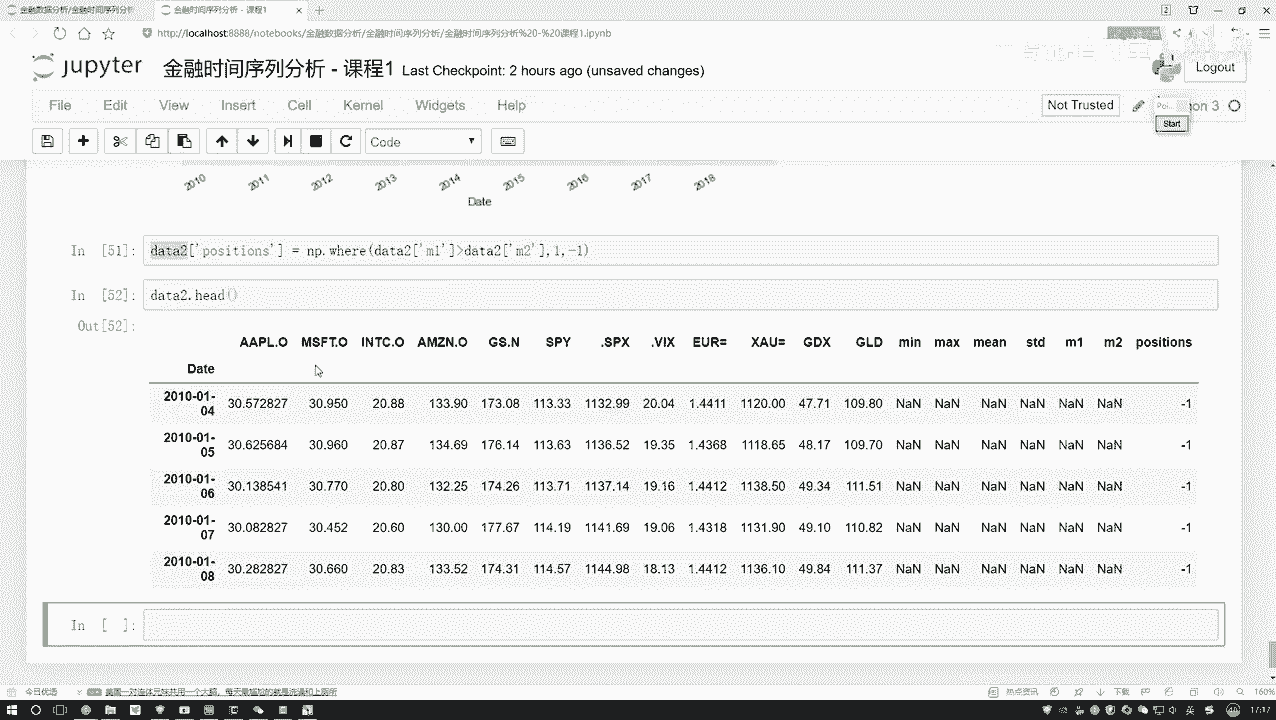 金融数据分析/金融时间序列分析
金融时间序列分析 - 课程1
http://localhost:8888/notebooks/金融数据分析/金融时间序列分析/金融时间序列分析%20-%20课程1.ipynb
jupyter 金融时间序列分析 - 课程1 Last Checkpoint: 2 hours ago (unsaved changes)
Logout
File Edit View Insert Cell Kernel Widgets Help
Not Trusted
Poi..
on 3
Start
Code
2010 2011 2012 2013 2014 2015 2016 2017 2018
Date
In [51]: data2['positions'] = np.where(data2['m1']>data2['m2'],1,-1)
In [52]: data2.head()
Out[52]:
AAPL.O MSFT.O INTC.O AMZN.O GS.N SPY .SPX .VIX EUR= XAU= GDX GLD min max mean std m1 m2 positions
Date
2010-01-04 30.572827 30.950 20.88 133.90 173.08 113.33 1132.99 20.04 1.4411 1120.00 47.71 109.80 NaN NaN NaN NaN NaN NaN -1
2010-01-05 30.625684 30.960 20.87 134.69 176.14 113.63 1136.52 19.35 1.4368 1118.65 48.17 109.70 NaN NaN NaN NaN NaN NaN -1
2010-01-06 30.138541 30.770 20.80 132.25 174.26 113.71 1137.14 19.16 1.4412 1138.50 49.34 111.51 NaN NaN NaN NaN NaN NaN -1
2010-01-07 30.082827 30.452 20.60 130.00 177.67 114.19 1141.69 19.06 1.4318 1131.90 49.10 110.82 NaN NaN NaN NaN NaN NaN -1
2010-01-08 30.282827 30.660 20.83 133.52 174.31 114.57 1144.98 18.13 1.4412 1136.10 49.84 111.37 NaN NaN NaN NaN NaN NaN -1
In [ ]:
今日优选
热点资讯
下载
160%
17:17